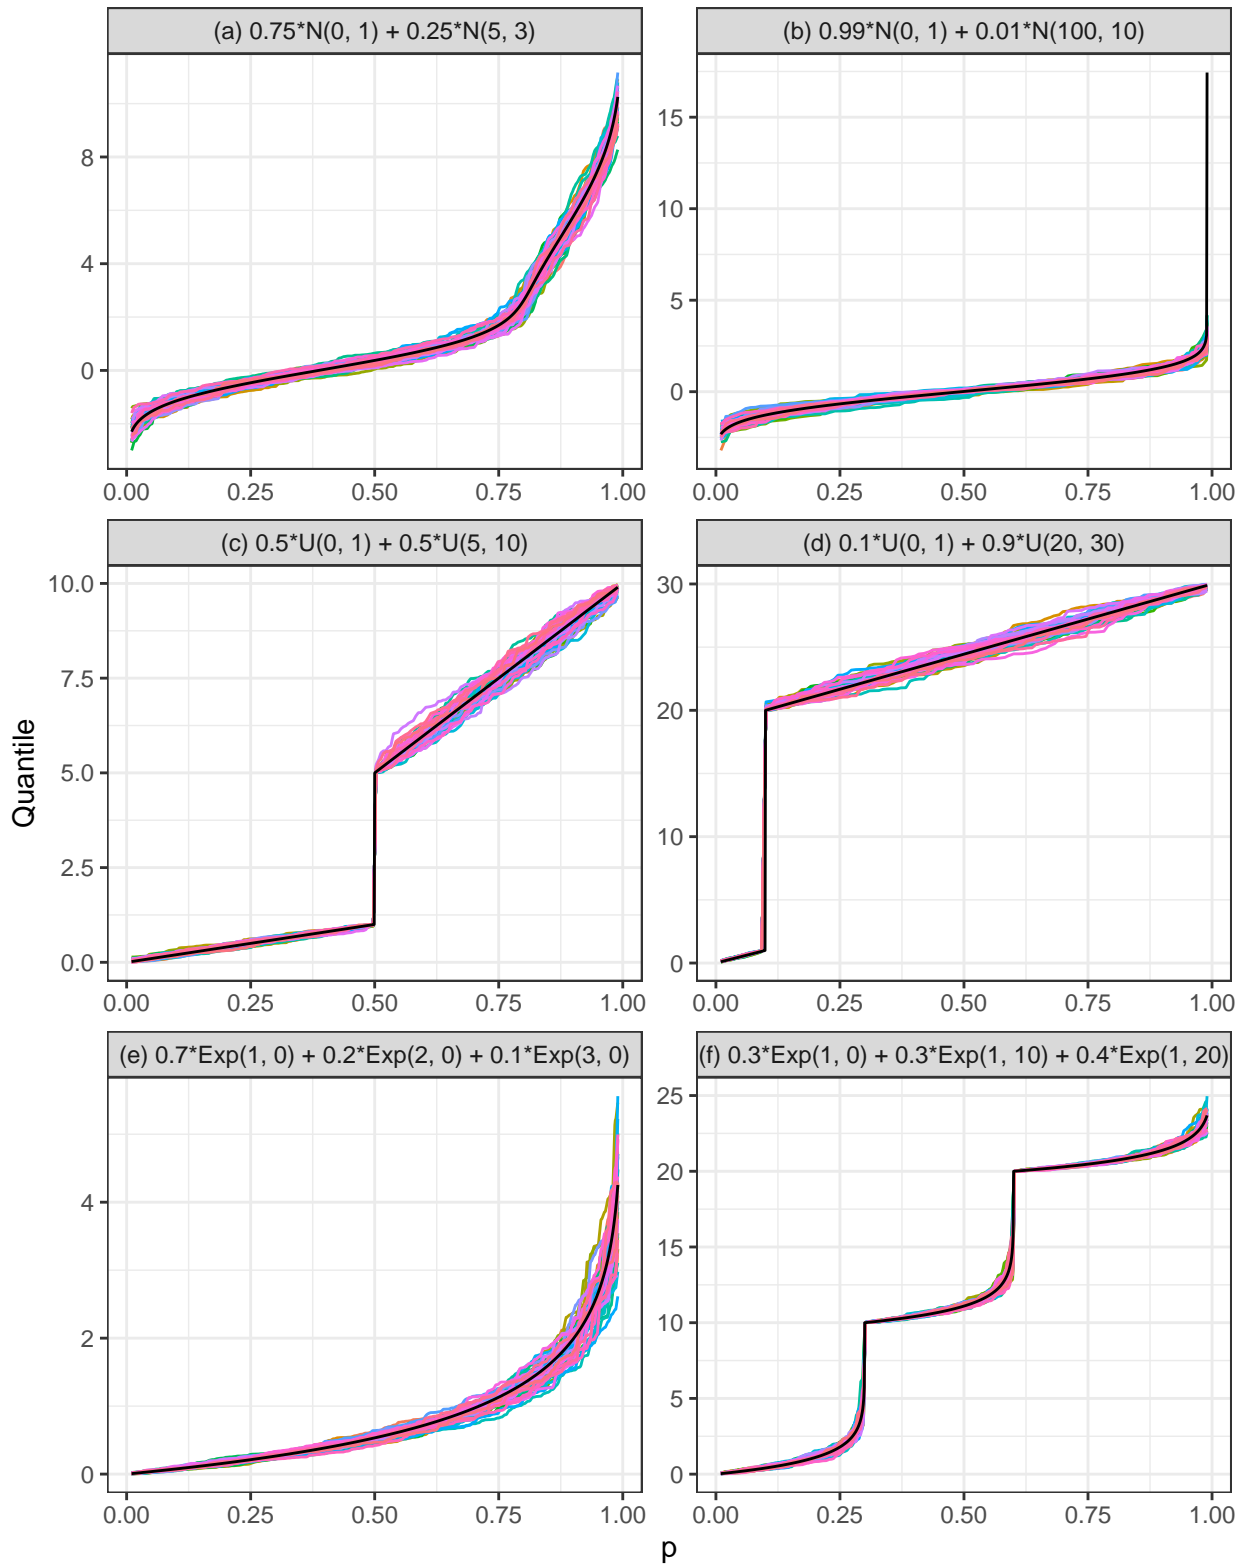 (a) 0.75*N(0, 1) + 0.25*N(5, 3)
(b) 0.99*N(0, 1) + 0.01*N(100, 10)
8
4
0
0.00 0.25 0.50 0.75 1.00
15
10
5
0
0.00 0.25 0.50 0.75 1.00
(c) 0.5*U(0, 1) + 0.5*U(5, 10)
(d) 0.1*U(0, 1) + 0.9*U(20, 30)
10.0
7.5
5.0
2.5
0.0
0.00 0.25 0.50 0.75 1.00
30
20
10
0
0.00 0.25 0.50 0.75 1.00
Quantile
(e) 0.7*Exp(1, 0) + 0.2*Exp(2, 0) + 0.1*Exp(3, 0)
(f) 0.3*Exp(1, 0) + 0.3*Exp(1, 10) + 0.4*Exp(1, 20)
4
2
0
0.00 0.25 0.50 0.75 1.00
25
20
15
10
5
0
0.00 0.25 0.50 0.75 1.00
p